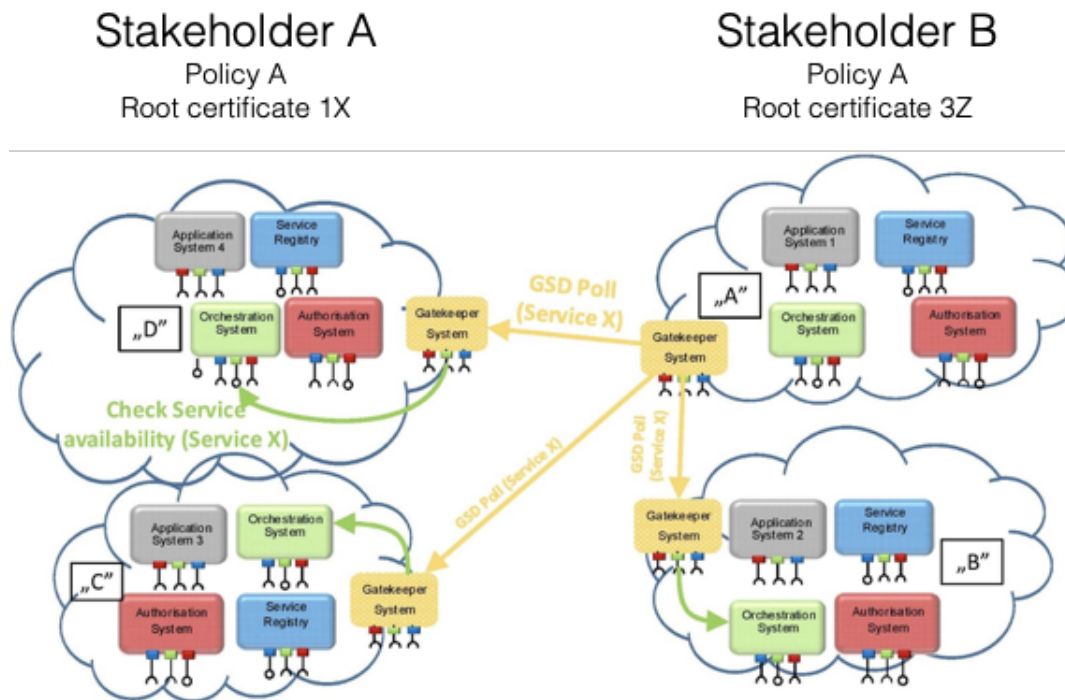 Stakeholder A
Policy A
Root certificate 1X
Stakeholder B
Policy A
Root certificate 3Z
Application
System 4
Service
Registry
„D”
Orchestration
System
Authorisation
System
Gatekeeper
System
Check Service
availability (Service X)
GSD Poll
(Service X)
Gatekeeper
System
Application
System 1
Service
Registry
„A”
Orchestration
System
Authorisation
System
GSD Poll (Service X)
GSD Poll
(Service X)
Application
System 3
Orchestration
System
„C”
Authorisation
System
Service
Registry
Gatekeeper
System
Gatekeeper
System
Application
System 2
Service
Registry
„B”
Orchestration
System
Authorisation
System